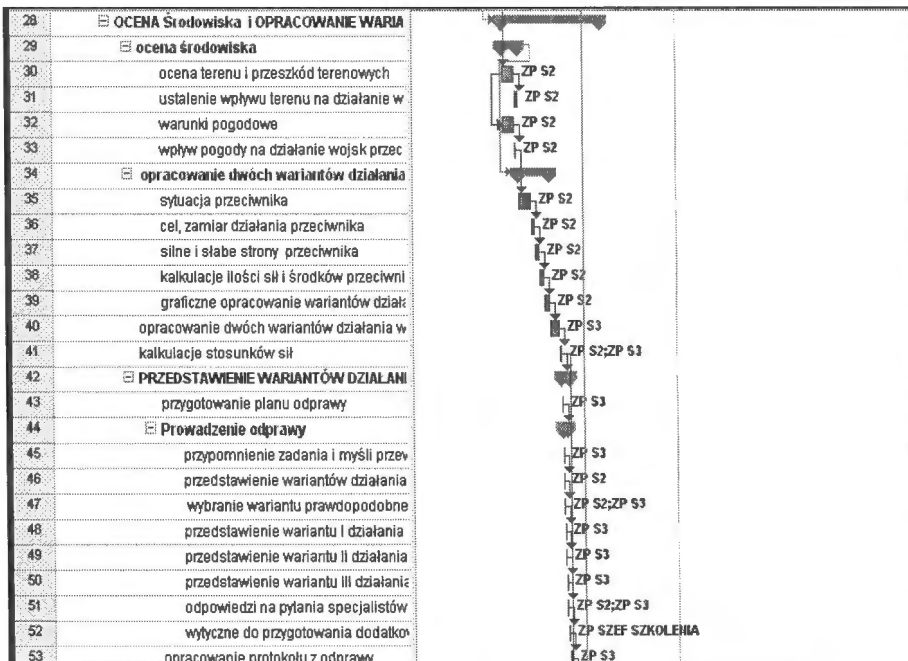 28 OCENA Środowiska i OPRACOWANIE WARIA
29 ocena środowiska
30 ocena terenu i przeszkód terenowych ZP S2
31 ustalenie wpływu terenu na działanie w ZP S2
32 warunki pogodowe ZP S2
33 wpływ pogody na działanie wojsk przec ZP S2
34 opracowanie dwóch wariantów działania
35 sytuacja przeciwnika ZP S2
36 cel, zamiar działania przeciwnika ZP S2
37 silne i słabe strony przeciwnika ZP S2
38 kalkulacje ilości sił i środków przeciwni ZP S2
39 graficzne opracowanie wariantów dział ZP S2
40 opracowanie dwóch wariantów działania w ZP S3
41 kalkulacje stosunków sił ZP S2;ZP S3
42 PRZEDSTAWIENIE WARIANTÓW DZIAŁANI
43 przygotowanie planu odprawy ZP S3
44 Prowadzenie odprawy
45 przypomnienie zadania i myśli przew ZP S3
46 przedstawienie wariantów działania ZP S2
47 wybranie wariantu prawdopodobne ZP S2;ZP S3
48 przedstawienie wariantu I działania ZP S3
49 przedstawienie wariantu Ii działania ZP S3
50 przedstawienie wariantu III działania ZP S3
51 odpowiedzi na pytania specjalistów ZP S2;ZP S3
52 wytyczne do przygotowania dodatkov ZP SZEF SZKOLENIA
53 opracowanie protokołu z odprawy ZP S3